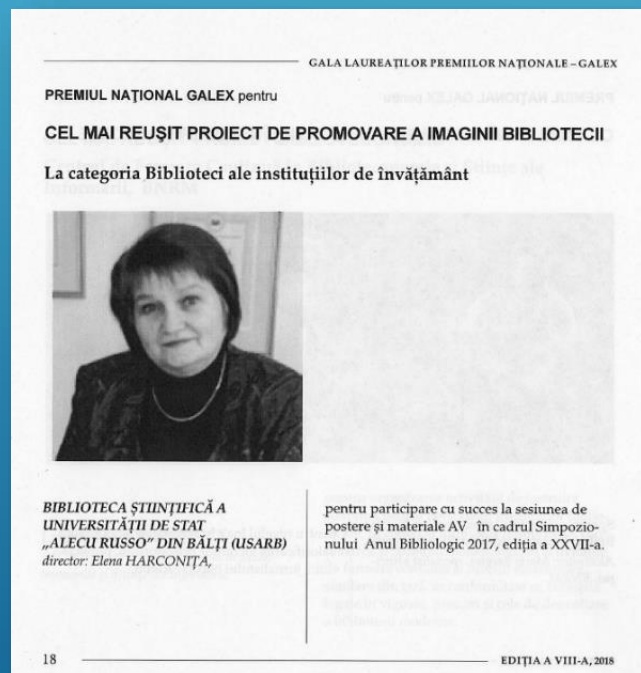 GALA LAUREAȚILOR PREMIILOR NAȚIONALE – GALEX
PREMIUL NAŢIONAL GALEX pentru
CEL MAI REUŞIT PROIECT DE PROMOVARE A IMAGINII BIBLIOTECII
La categoria Biblioteci ale instituțiilor de învățământ
BIBLIOTECA ȘTIINȚIFICĂ A
UNIVERSITĂȚII DE STAT
„ALECU RUSSO" DIN BĂLȚI (USARB)
director: Elena HARCONIȚA,
pentru participare cu succes la sesiunea de
postere și materiale AV în cadrul Simpozio-
nului Anul Bibliologic 2017, ediția a XXVII-a.
18
EDIȚIA A VIII-A, 2018